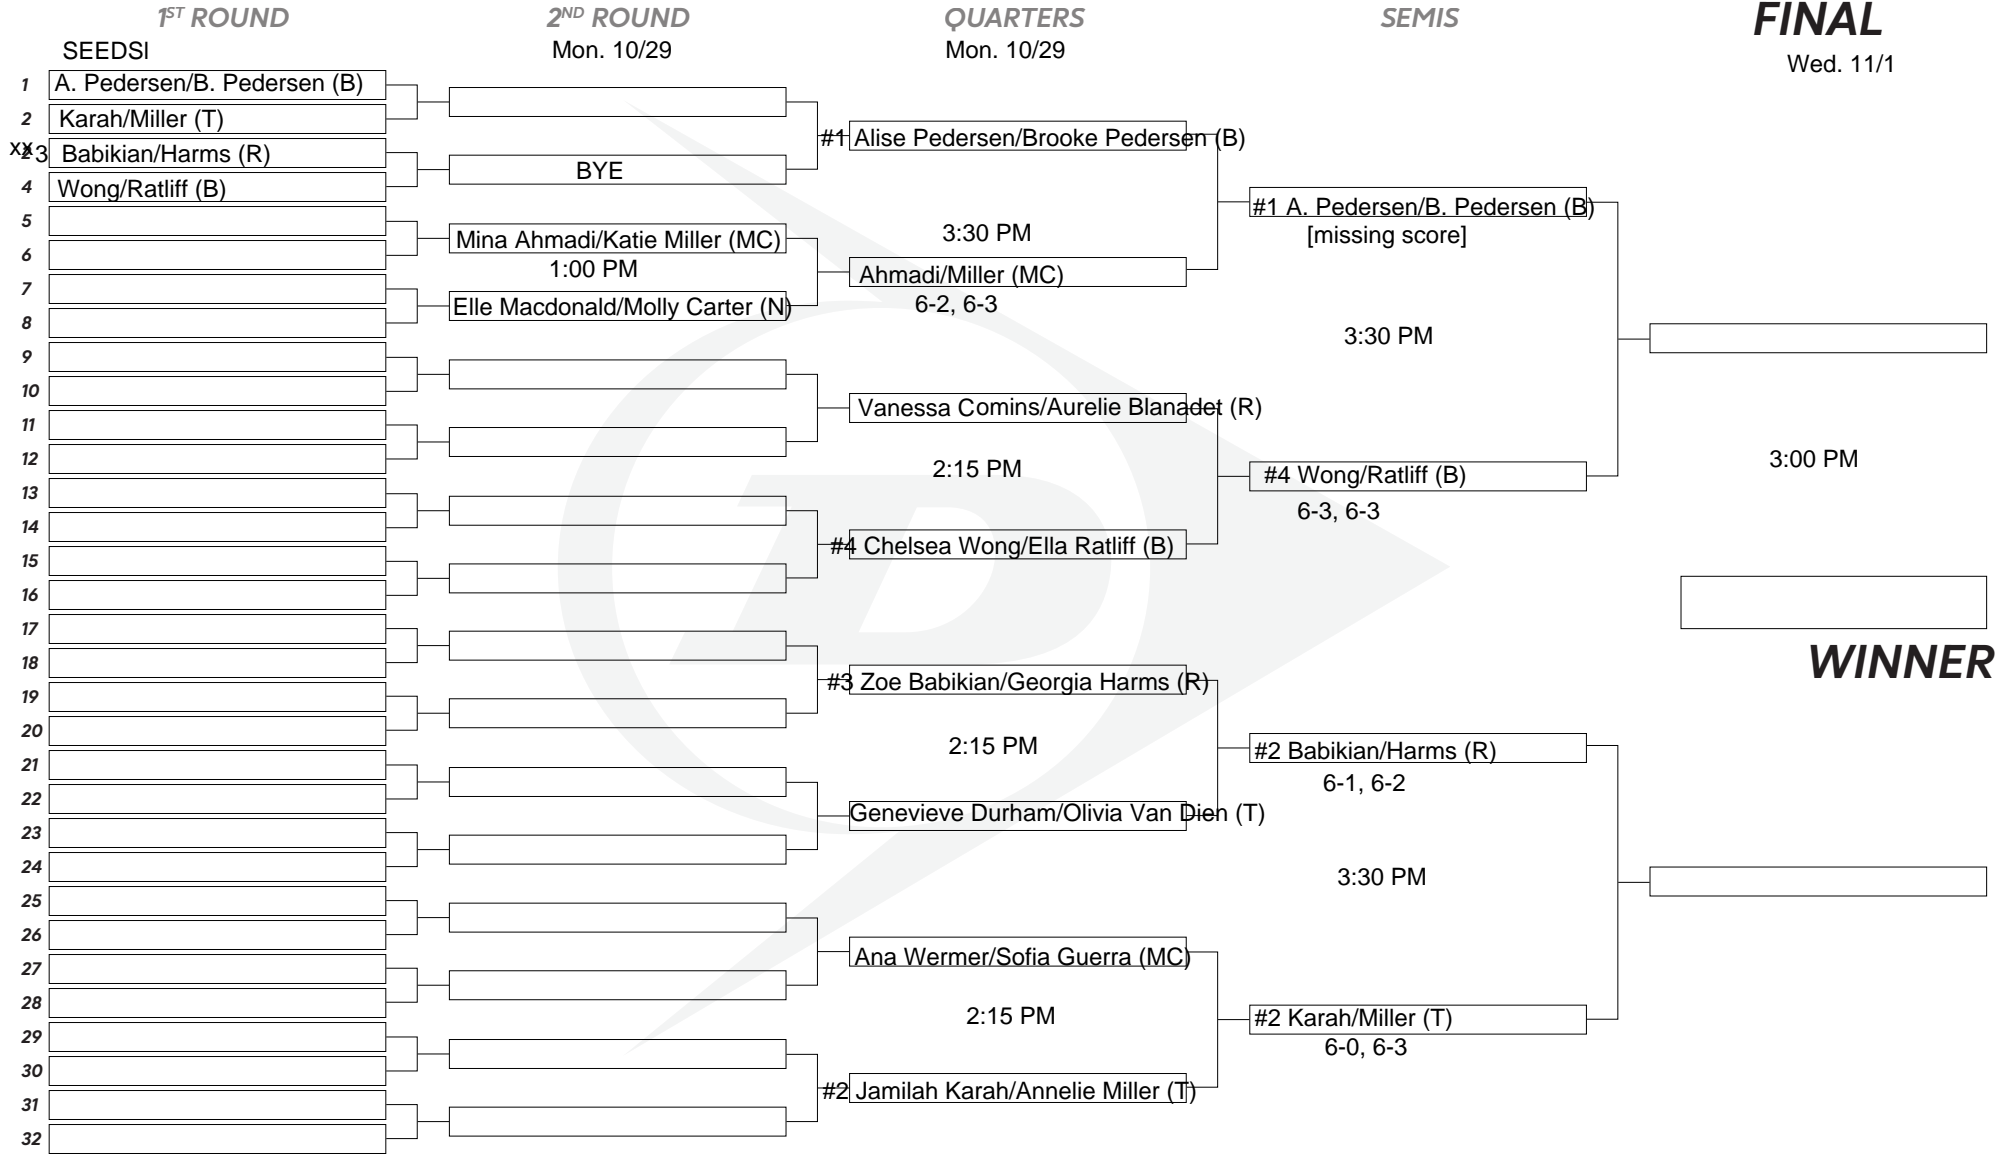 1ST ROUND
2ND ROUND
QUARTERS
SEMIS
FINAL
SEEDSl
Mon. 10/29
Mon. 10/29
Wed. 11/1
1 A. Pedersen/B. Pedersen (B)
2 Karah/Miller (T)
xx 3 Babikian/Harms (R)
4 Wong/Ratliff (B)
5
6
7
8
9
10
11
12
13
14
15
16
17
18
19
20
21
22
23
24
25
26
27
28
29
30
31
32
BYE
Mina Ahmadi/Katie Miller (MC)
1:00 PM
Elle Macdonald/Molly Carter (N)
#1 Alise Pedersen/Brooke Pedersen (B)
3:30 PM
Ahmadi/Miller (MC)
6-2, 6-3
Vanessa Comins/Aurelie Blanadet (R)
2:15 PM
#4 Chelsea Wong/Ella Ratliff (B)
#3 Zoe Babikian/Georgia Harms (R)
2:15 PM
Genevieve Durham/Olivia Van Dien (T)
Ana Wermer/Sofia Guerra (MC)
2:15 PM
#2 Jamilah Karah/Annelie Miller (T)
#1 A. Pedersen/B. Pedersen (B)
[missing score]
3:30 PM
#4 Wong/Ratliff (B)
6-3, 6-3
#2 Babikian/Harms (R)
6-1, 6-2
3:30 PM
#2 Karah/Miller (T)
6-0, 6-3
3:00 PM
WINNER